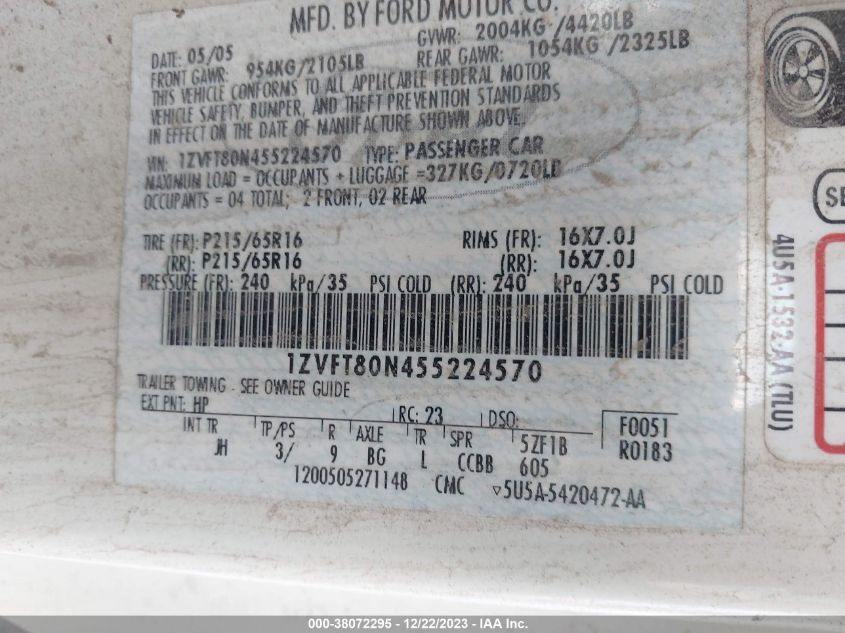 MFD. BY FORD MOTOR CO.
DATE: 05/05 GVWR: 2004KG /4420LB
FRONT GAWR: 954KG/2105LB REAR GAWR: 1054KG /2325LB
THIS VEHICLE CONFORMS TO ALL APPLICABLE FEDERAL MOTOR
VEHICLE SAFETY, BUMPER, AND THEFT PREVENTION STANDARDS
IN EFFECT ON THE DATE OF MANUFACTURE SHOWN ABOVE.
VIN: 1ZVFT80N455224570 TYPE: PASSENGER CAR
MAXIMUM LOAD = OCCUPANTS + LUGGAGE =327KG/0720LB
OCCUPANTS = 04 TOTAL; 2 FRONT, 02 REAR
TIRE (FR): P215/65R16 RIMS (FR): 16X7.0J
(RR): P215/65R16 (RR): 16X7.0J
PRESSURE (FR): 240 kPa/35 PSI COLD (RR): 240 kPa/35 PSI COLD
1ZVFT80N455224570
TRAILER TOWING - SEE OWNER GUIDE
EXT PNT: HP RC: 23 DSO: F0051
INT TR TP/PS R AXLE TR SPR 5ZF1B R0183
JH 3/ 9 BG L CCBB 605
1200505271148 CMC ▿5U5A-5420472-AA
4U5A-1532-AA (TLU)
SE
000-38072295 - 12/22/2023 - IAA Inc.